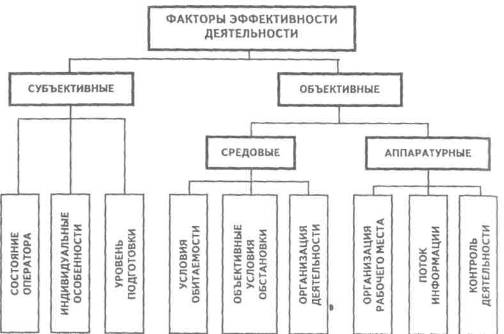 ФАКТОРЫ ЭФФЕКТИВНОСТИ
ДЕЯТЕЛЬНОСТИ
СУБЪЕКТИВНЫЕ
ОБЪЕКТИВНЫЕ
СРЕДОВЫЕ
АППАРАТУРНЫЕ
СОСТОЯНИЕ
ОПЕРАТОРА
ИНДИВИДУАЛЬНЫЕ
ОСОБЕННОСТИ
УРОВЕНЬ
ПОДГОТОВКИ
УСЛОВИЯ
ОБИТАЕМОСТИ
ОБЪЕКТИВНЫЕ
УСЛОВИЯ
ОБСТАНОВКИ
ОРГАНИЗАЦИЯ
ДЕЯТЕЛЬНОСТИ
ОРГАНИЗАЦИЯ
РАБОЧЕГО МЕСТА
ПОТОК
ИНФОРМАЦИИ
КОНТРОЛЬ
ДЕЯТЕЛЬНОСТИ